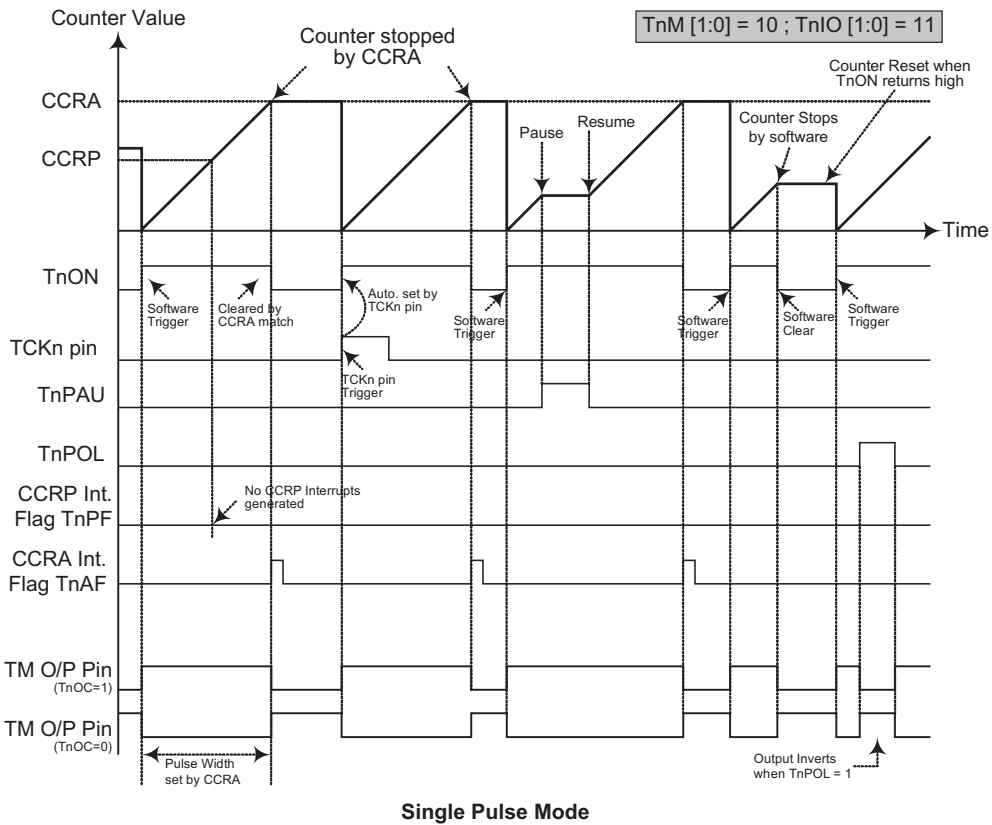 Counter Value
TnM [1:0] = 10 ; TnIO [1:0] = 11
Counter stopped
by CCRA
Counter Reset when
TnON returns high
CCRA
CCRP
Pause
Resume
Counter Stops
by software
Time
TnON
Software
Trigger
Cleared by
CCRA match
Auto. set by
TCKn pin
Software
Trigger
Software
Trigger
Software
Clear
Software
Trigger
TCKn pin
TCKn pin
Trigger
TnPAU
TnPOL
CCRP Int.
Flag TnPF
No CCRP Interrupts
generated
CCRA Int.
Flag TnAF
TM O/P Pin
(TnOC=1)
TM O/P Pin
(TnOC=0)
Pulse Width
set by CCRA
Output Inverts
when TnPOL = 1
Single Pulse Mode